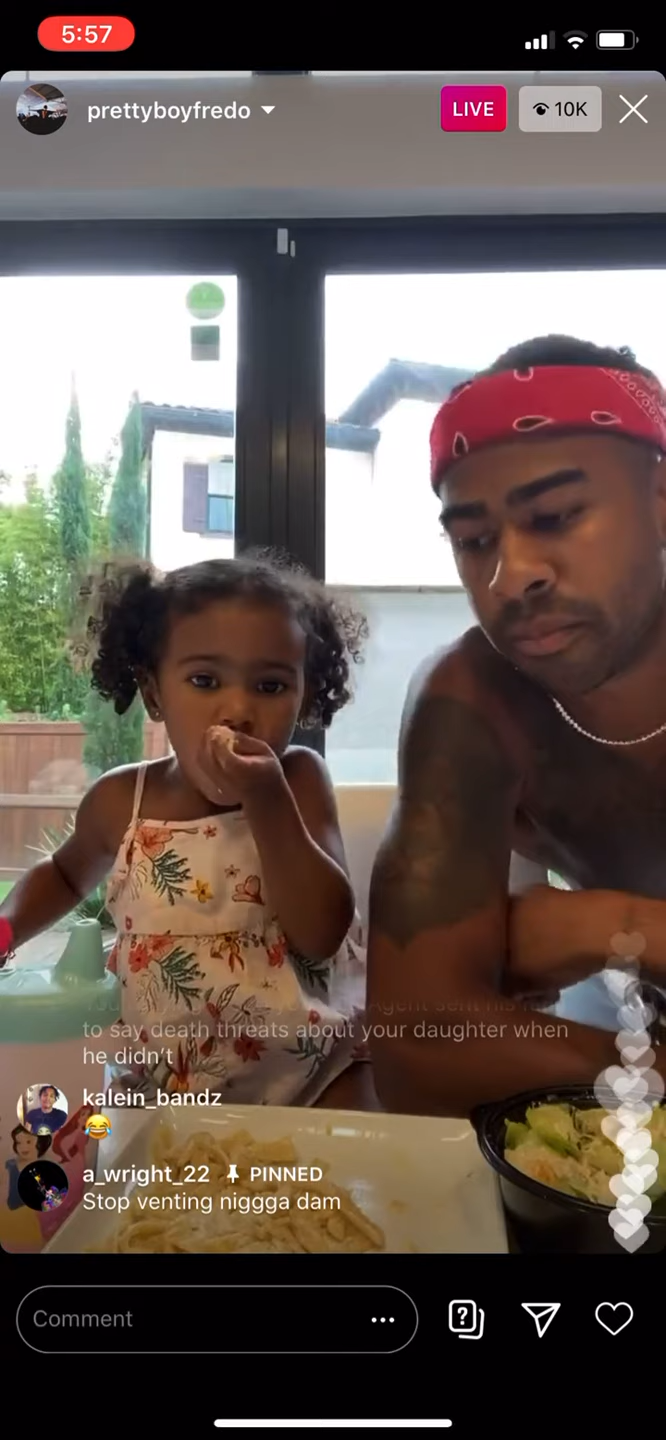 5:57
prettyboyfredo
LIVE
10K
to say death threats about your daughter when
he didn't
kalein_bandz
a_wright_22 PINNED
Stop venting niggga dam
Comment